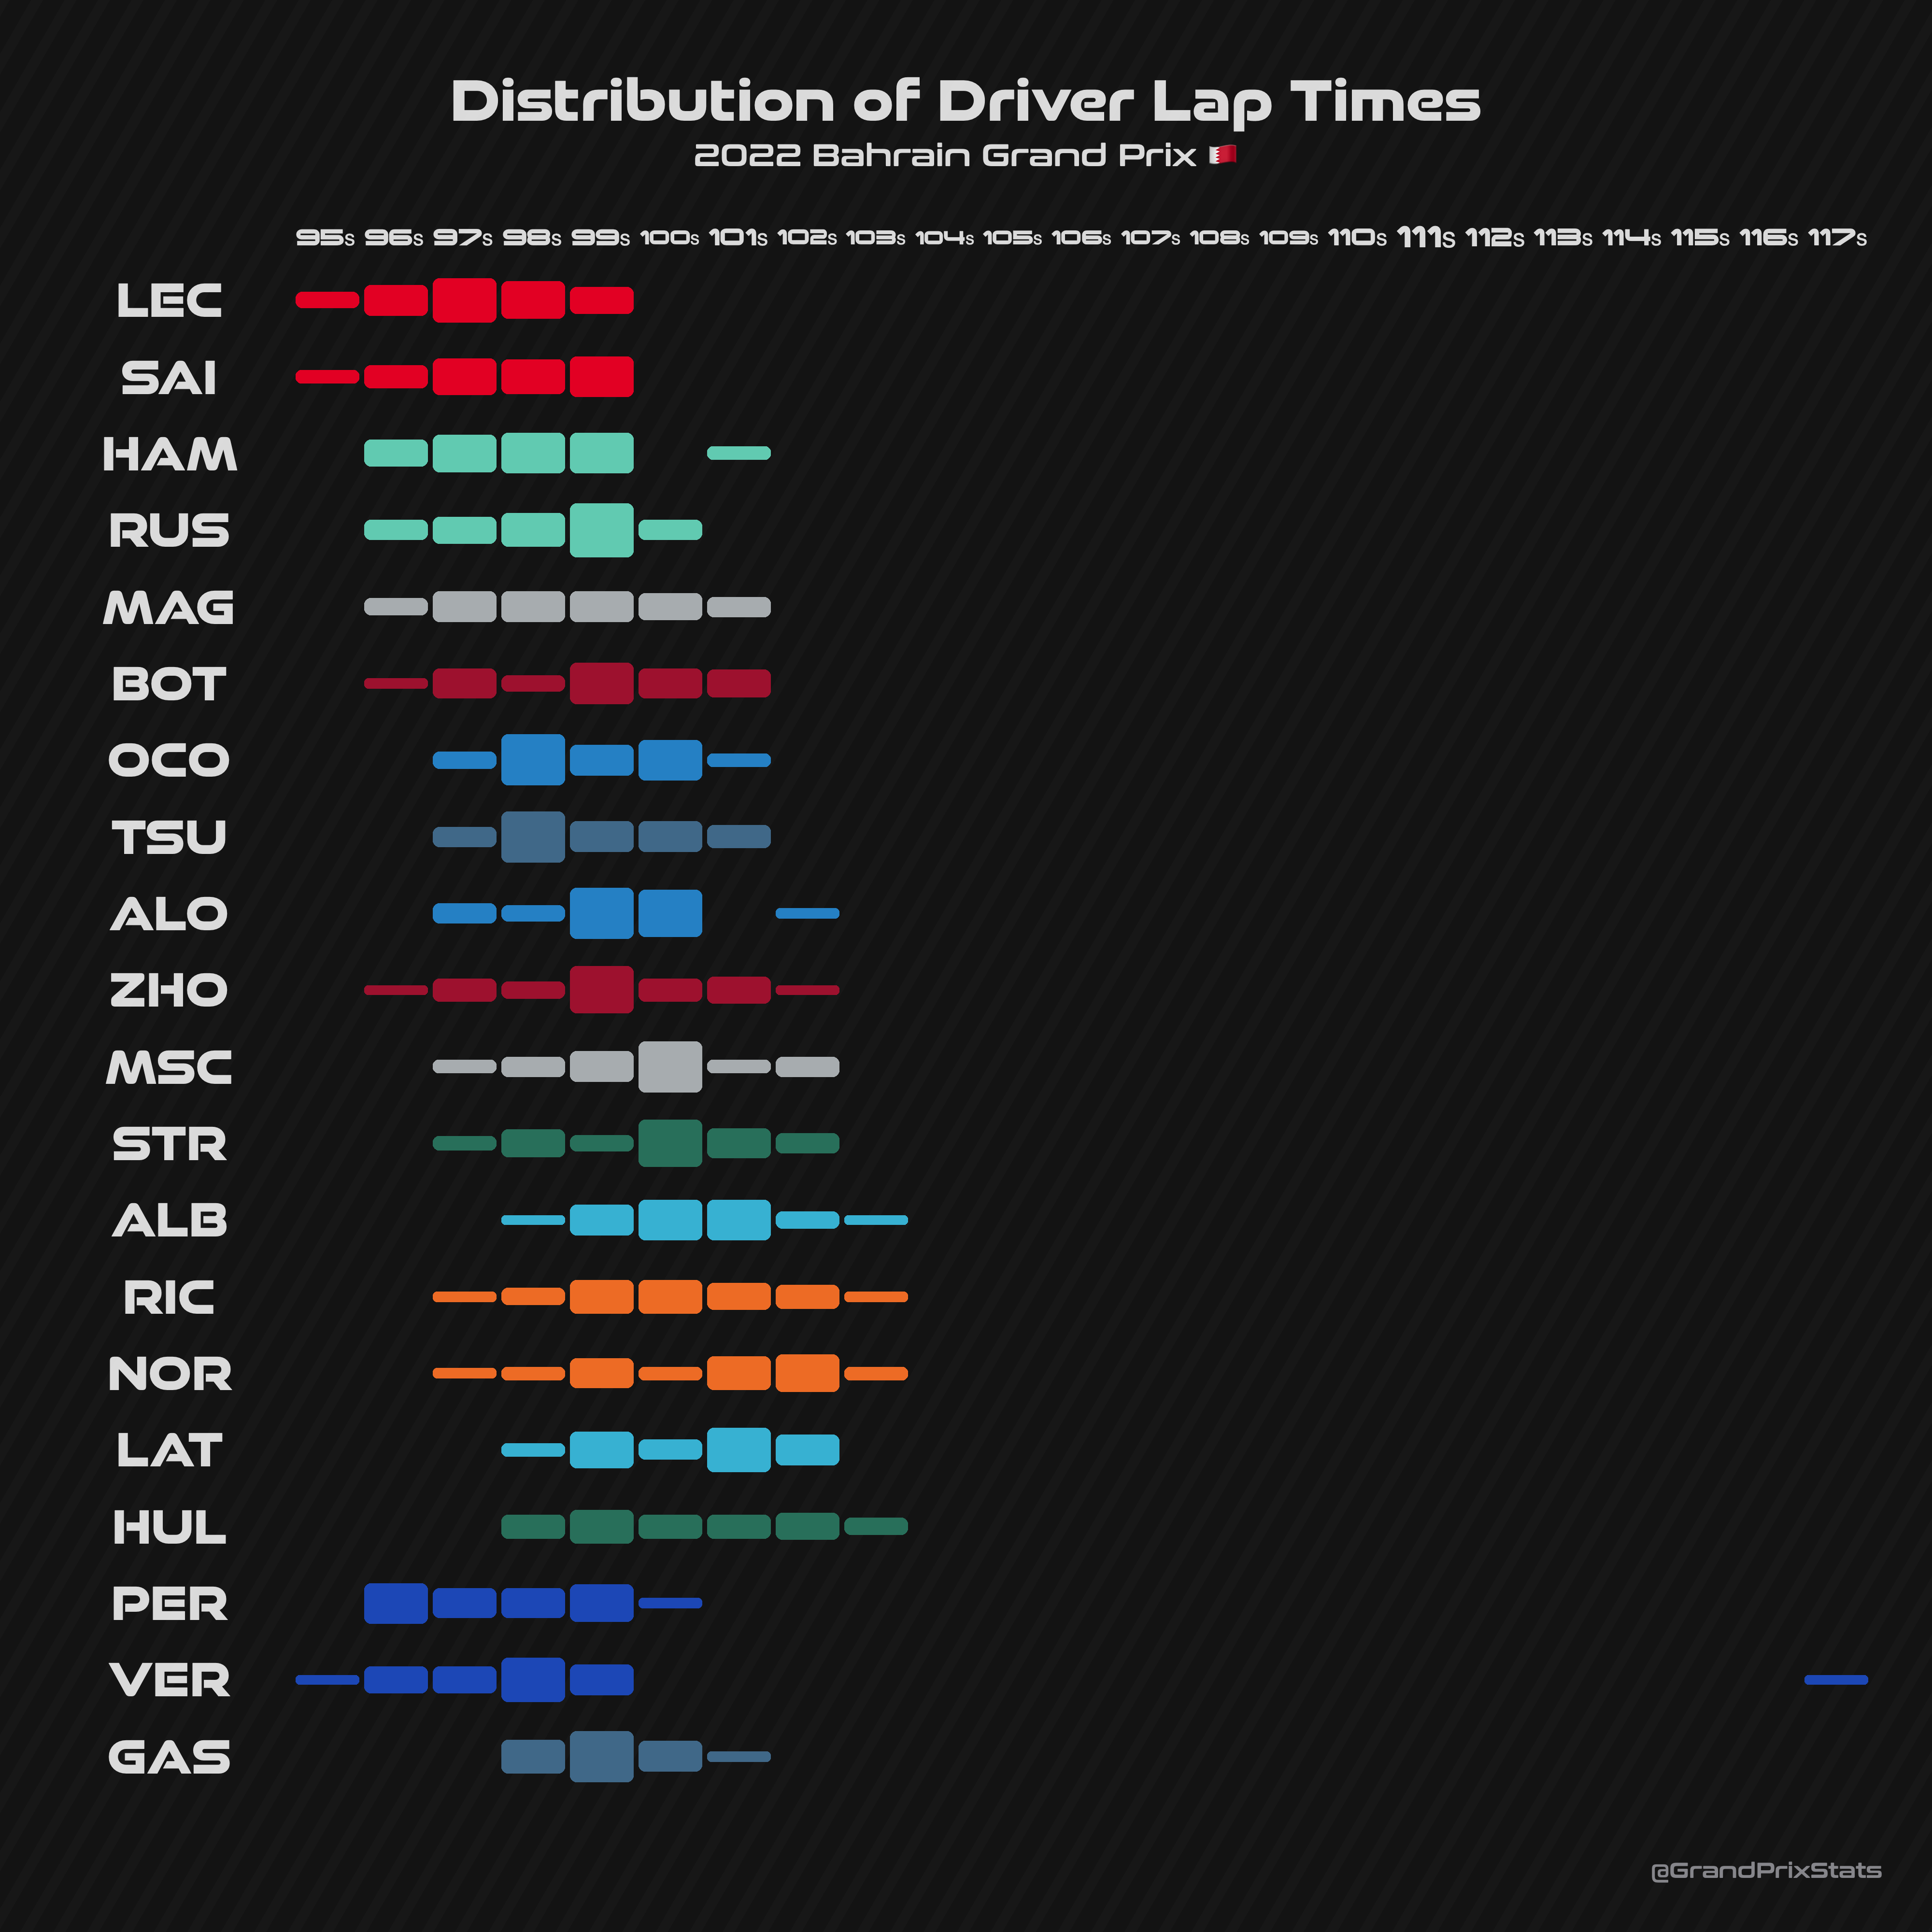 Distribution of Driver Lap Times
2022 Bahrain Grand Prix 🇧🇭
95s 96s 97s 98s 99s 100s 101s 102s 103s 104s 105s 106s 107s 108s 109s 110s 111s 112s 113s 114s 115s 116s 117s
LEC
SAI
HAM
RUS
MAG
BOT
OCO
TSU
ALO
ZHO
MSC
STR
ALB
RIC
NOR
LAT
HUL
PER
VER
GAS
@GrandPrixStats